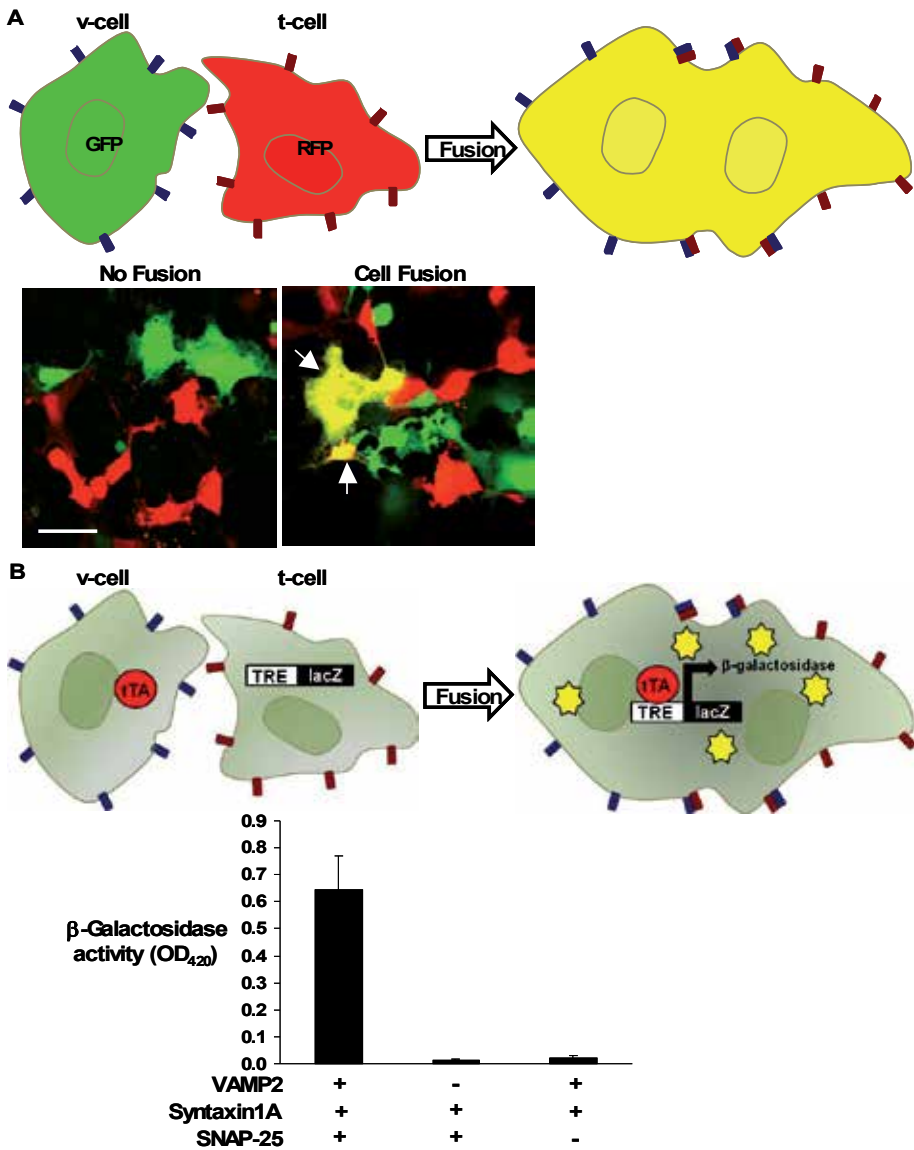 A
v-cell
t-cell
GFP
RFP
Fusion
No Fusion
Cell Fusion
B
v-cell
t-cell
tTA
TRE lacZ
Fusion
β-galactosidase
tTA
TRE lacZ
0.9
0.8
0.7
0.6
0.5
0.4
0.3
0.2
0.1
0.0
β-Galactosidase
activity (OD420)
VAMP2 + - +
Syntaxin1A + + +
SNAP-25 + + -